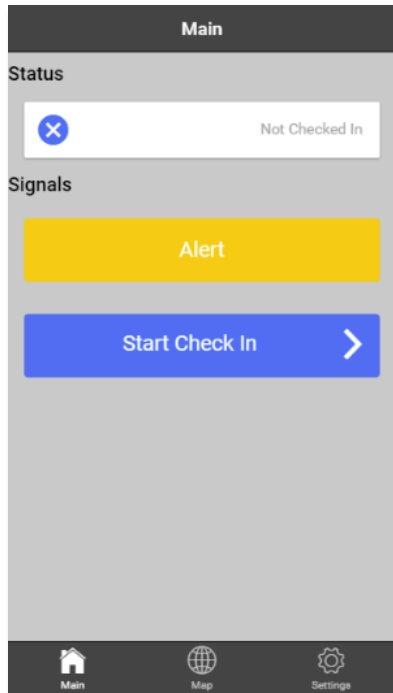 Main
Status
Not Checked In
Signals
Alert
Start Check In
Main
Map
Settings